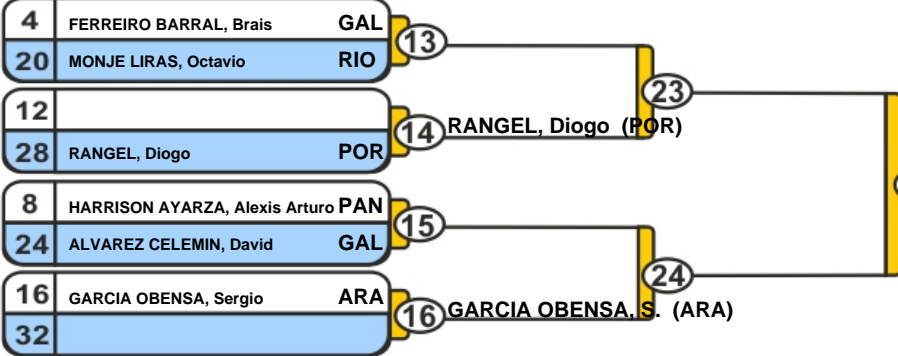 4 FERREIRO BARRAL, Brais GAL
13
20 MONJE LIRAS, Octavio RIO
23
12
14 RANGEL, Diogo (POR)
28 RANGEL, Diogo POR
8 HARRISON AYARZA, Alexis Arturo PAN
15
24 ALVAREZ CELEMIN, David GAL
24
16 GARCIA OBENSA, Sergio ARA
16 GARCIA OBENSA, S. (ARA)
32